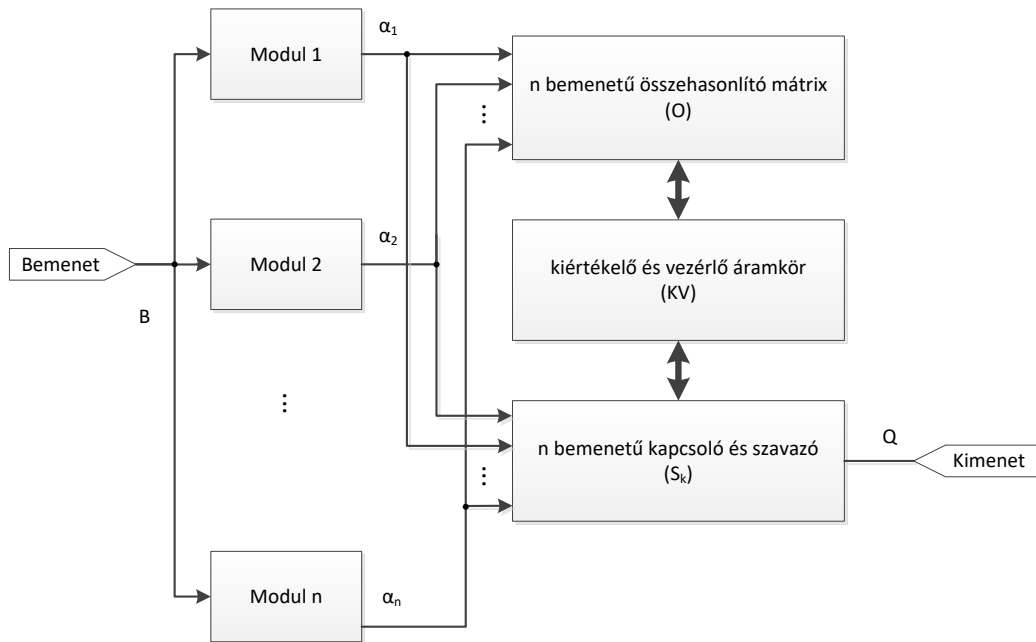 Modul 1
α1
n bemenetű összehasonlító mátrix
(O)
⋮
Bemenet
B
Modul 2
α2
kiértékelő és vezérlő áramkör
(KV)
⋮
n bemenetű kapcsoló és szavazó
(Sk)
⋮
Q
Kimenet
Modul n
αn